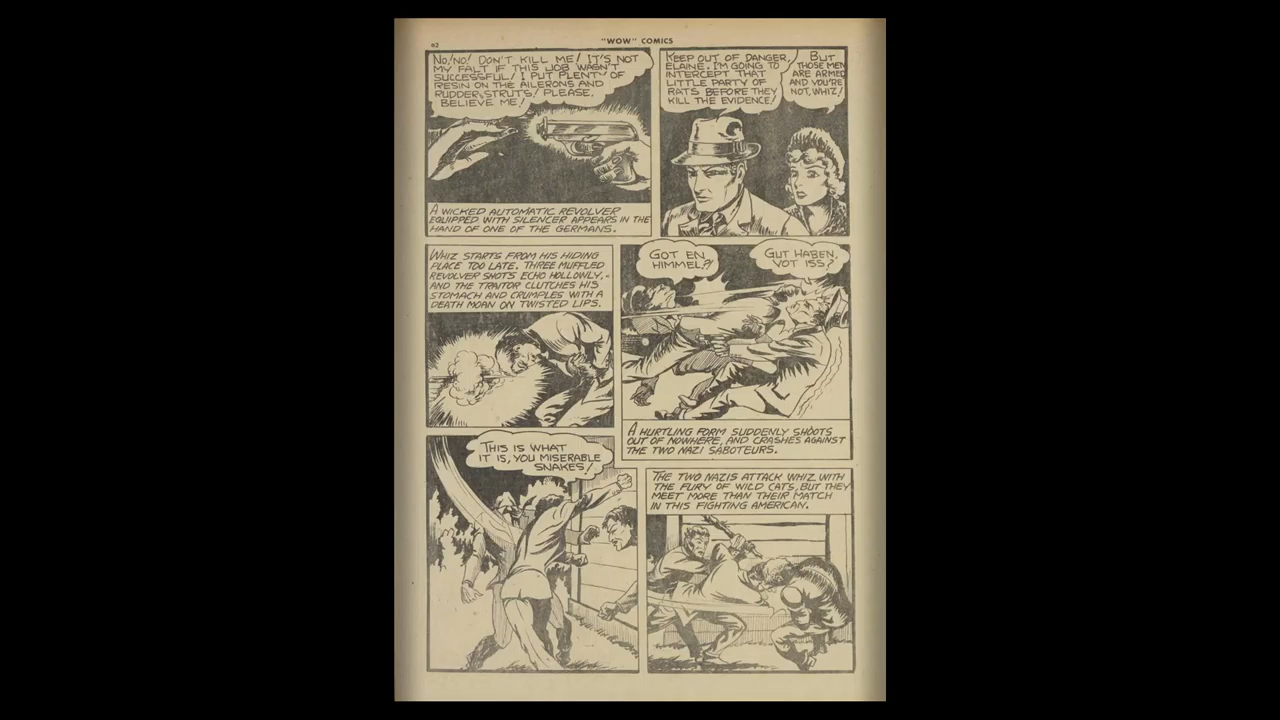 62
"WOW" COMICS
NO! NO! DON'T KILL ME! IT'S NOT
MY FALT IF THIS JOB WASN'T
SUCCESSFUL! I PUT PLENTY OF
RESIN ON THE AILERONS AND
RUDDER STRUTS! PLEASE,
BELIEVE ME!
A WICKED AUTOMATIC REVOLVER
EQUIPPED WITH SILENCER APPEARS IN THE
HAND OF ONE OF THE GERMANS.
KEEP OUT OF DANGER,
ELAINE. I'M GOING TO
INTERCEPT THAT
LITTLE PARTY OF
RATS BEFORE THEY
KILL THE EVIDENCE!
BUT
THOSE MEN
ARE ARMED
AND YOU'RE
NOT, WHIZ!
WHIZ STARTS FROM HIS HIDING
PLACE TOO LATE. THREE MUFFLED
REVOLVER SHOTS ECHO HOLLOWLY,
AND THE TRAITOR CLUTCHES HIS
STOMACH AND CRUMPLES WITH A
DEATH MOAN ON TWISTED LIPS.
GOT EN
HIMMEL?!
GUT HABEN,
VOT ISS?
A HURTLING FORM SUDDENLY SHOOTS
OUT OF NOWHERE, AND CRASHES AGAINST
THE TWO NAZI SABOTEURS.
THIS IS WHAT
IT IS, YOU MISERABLE
SNAKES!
THE TWO NAZIS ATTACK WHIZ WITH
THE FURY OF WILD CATS, BUT THEY
MEET MORE THAN THEIR MATCH
IN THIS FIGHTING AMERICAN.